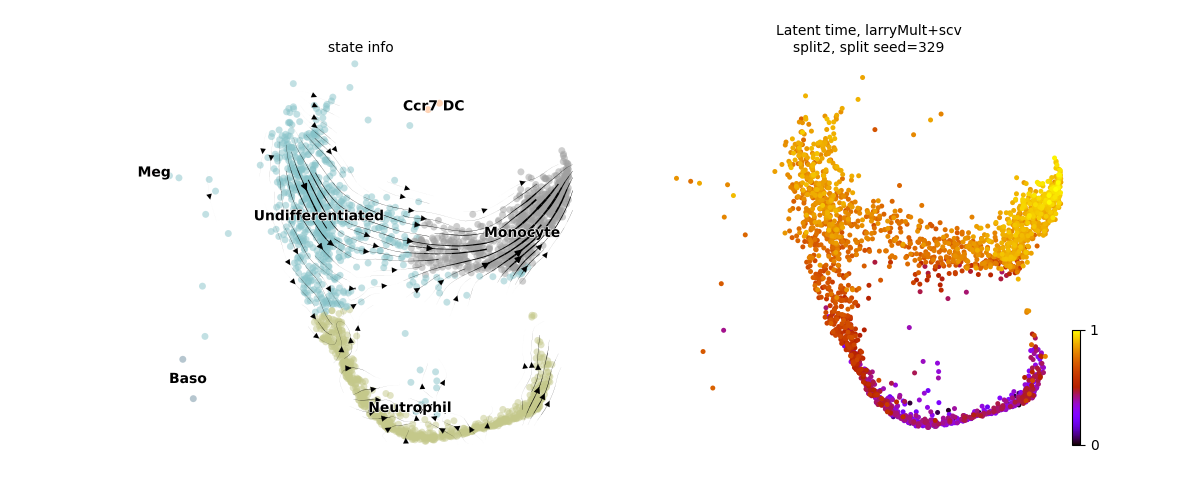 state info
Ccr7 DC
Meg
Undifferentiated
Monocyte
Baso
Neutrophil
Latent time, larryMult+scv
split2, split seed=329
1
0